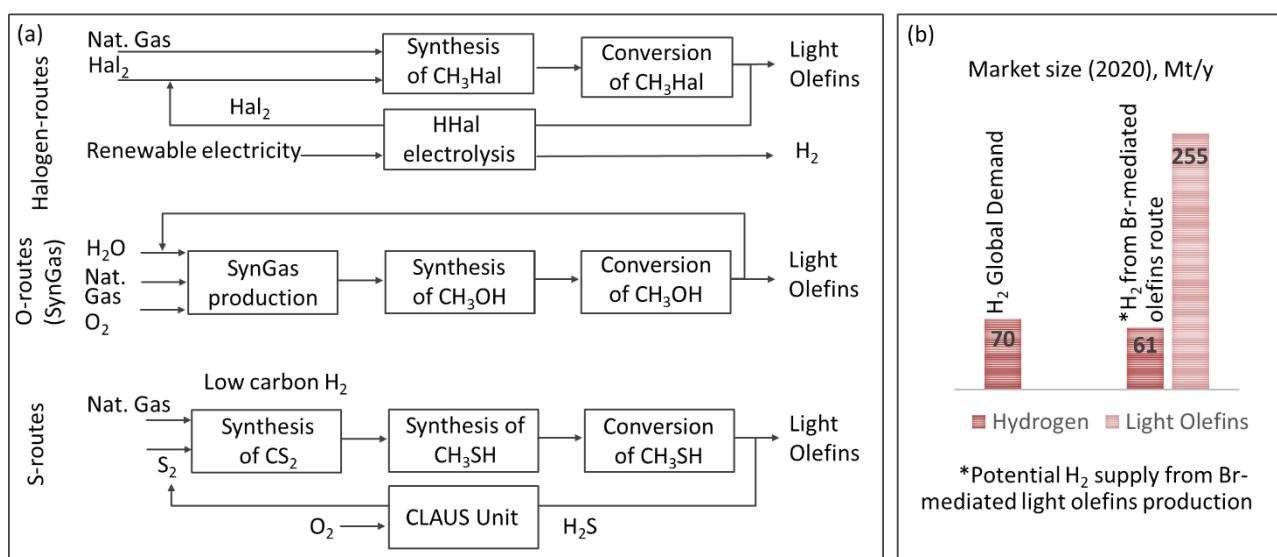 (a)
Halogen-routes
Nat. Gas
Hal₂
Synthesis
of CH₃Hal
Conversion
of CH₃Hal
Light
Olefins
Hal₂
Renewable electricity
HHal
electrolysis
H₂
O-routes
(SynGas)
H₂O
Nat.
Gas
O₂
SynGas
production
Synthesis
of CH₃OH
Conversion
of CH₃OH
Light
Olefins
S-routes
Low carbon H₂
Nat. Gas
S₂
Synthesis
of CS₂
Synthesis of
CH₃SH
Conversion
of CH₃SH
Light
Olefins
O₂
CLAUS Unit
H₂S
(b)
Market size (2020), Mt/y
H₂ Global Demand
70
*H₂ from Br-mediated
olefins route
61
255
Hydrogen
Light Olefins
*Potential H₂ supply from Br-
mediated light olefins production